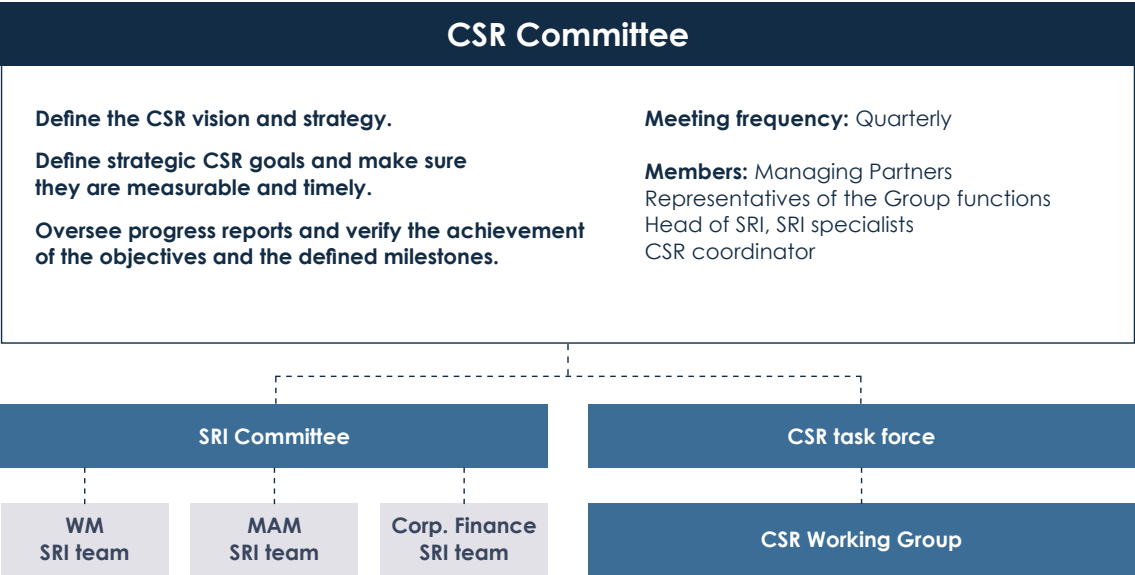 CSR Committee
Define the CSR vision and strategy.
Define strategic CSR goals and make sure
they are measurable and timely.
Oversee progress reports and verify the achievement
of the objectives and the defined milestones.
Meeting frequency: Quarterly
Members: Managing Partners
Representatives of the Group functions
Head of SRI, SRI specialists
CSR coordinator
SRI Committee
CSR task force
WM
SRI team
MAM
SRI team
Corp. Finance
SRI team
CSR Working Group